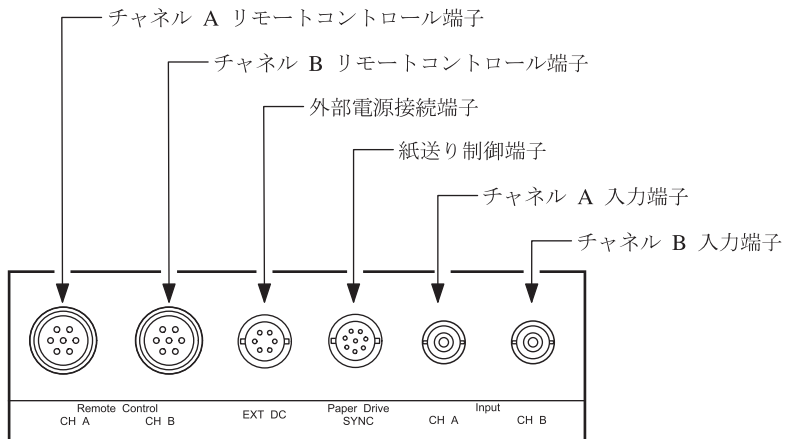 チャネル A リモートコントロール端子
チャネル B リモートコントロール端子
外部電源接続端子
紙送り制御端子
チャネル A 入力端子
チャネル B 入力端子
Remote Control
CH A
CH B
EXT DC
Paper Drive
SYNC
Input
CH A
CH B